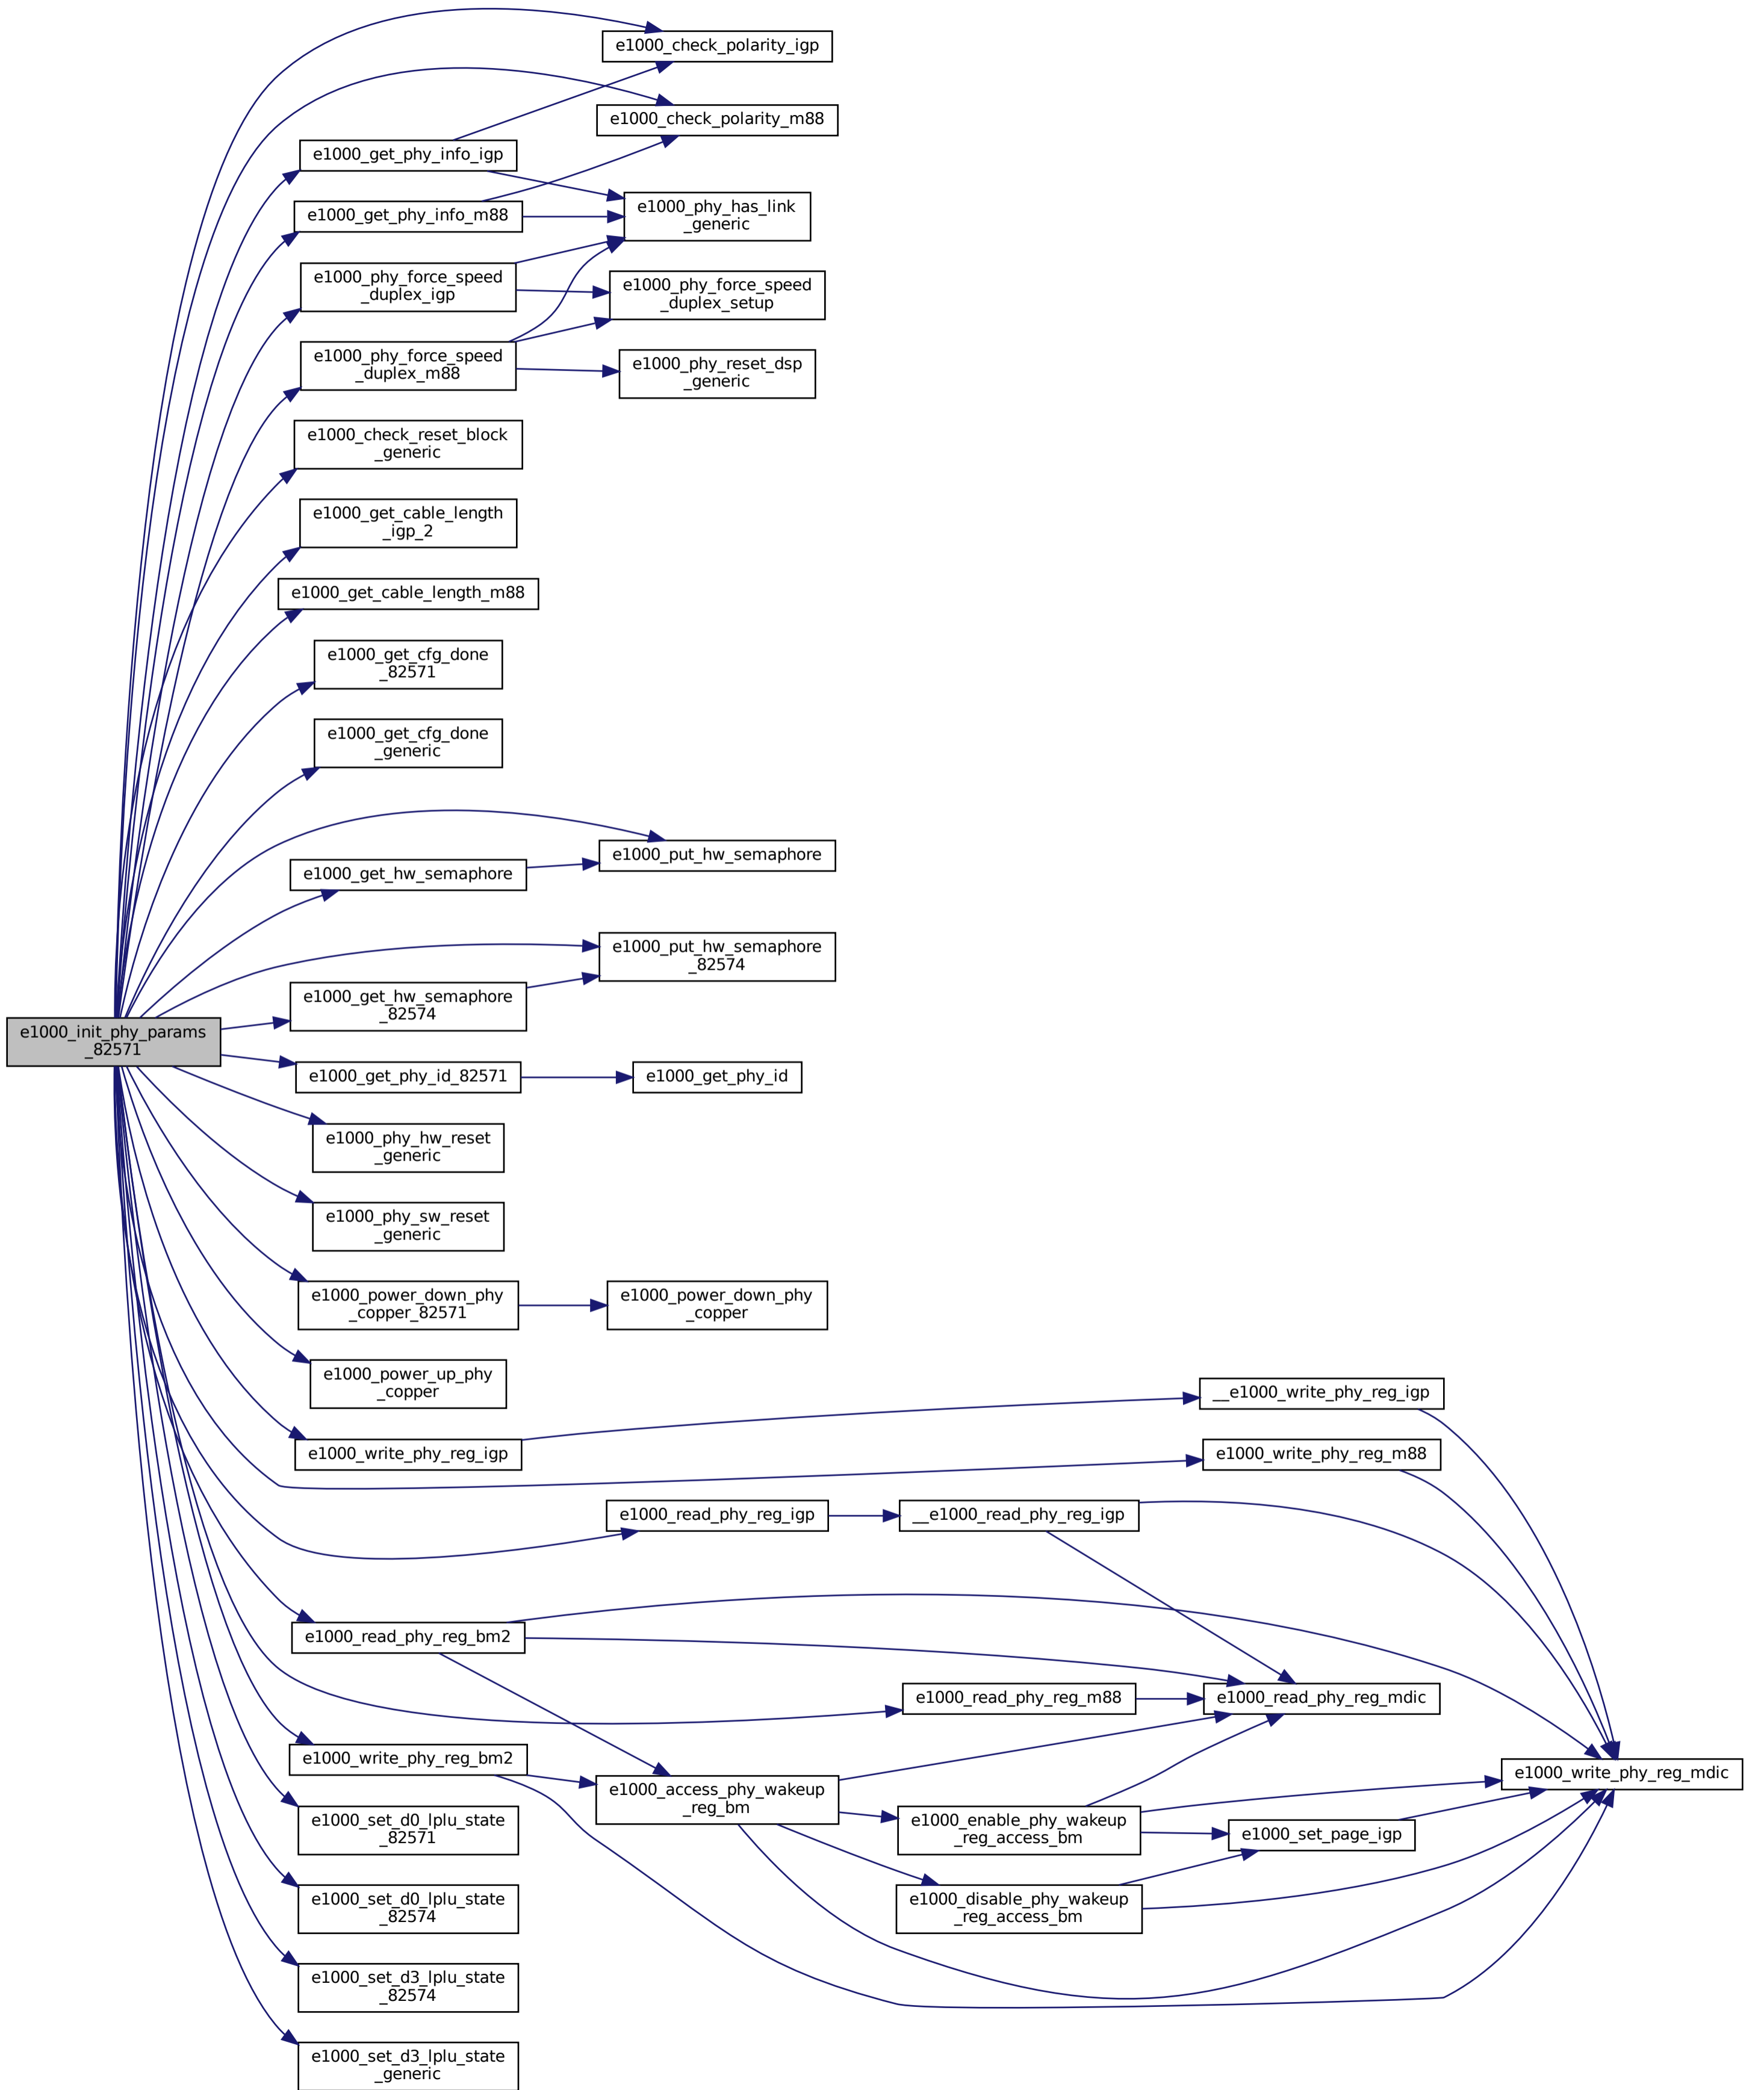 e1000_check_polarity_igp
e1000_check_polarity_m88
e1000_get_phy_info_igp
e1000_get_phy_info_m88
e1000_phy_has_link
_generic
e1000_phy_force_speed
_duplex_igp
e1000_phy_force_speed
_duplex_setup
e1000_phy_force_speed
_duplex_m88
e1000_phy_reset_dsp
_generic
e1000_check_reset_block
_generic
e1000_get_cable_length
_igp_2
e1000_get_cable_length_m88
e1000_get_cfg_done
_82571
e1000_get_cfg_done
_generic
e1000_put_hw_semaphore
e1000_get_hw_semaphore
e1000_put_hw_semaphore
_82574
e1000_get_hw_semaphore
_82574
e1000_init_phy_params
_82571
e1000_get_phy_id_82571
e1000_get_phy_id
e1000_phy_hw_reset
_generic
e1000_phy_sw_reset
_generic
e1000_power_down_phy
_copper_82571
e1000_power_down_phy
_copper
e1000_power_up_phy
_copper
__e1000_write_phy_reg_igp
e1000_write_phy_reg_igp
e1000_write_phy_reg_m88
e1000_read_phy_reg_igp
__e1000_read_phy_reg_igp
e1000_read_phy_reg_bm2
e1000_read_phy_reg_m88
e1000_read_phy_reg_mdic
e1000_write_phy_reg_bm2
e1000_write_phy_reg_mdic
e1000_access_phy_wakeup
_reg_bm
e1000_enable_phy_wakeup
_reg_access_bm
e1000_set_page_igp
e1000_set_d0_lplu_state
_82571
e1000_disable_phy_wakeup
_reg_access_bm
e1000_set_d0_lplu_state
_82574
e1000_set_d3_lplu_state
_82574
e1000_set_d3_lplu_state
_generic